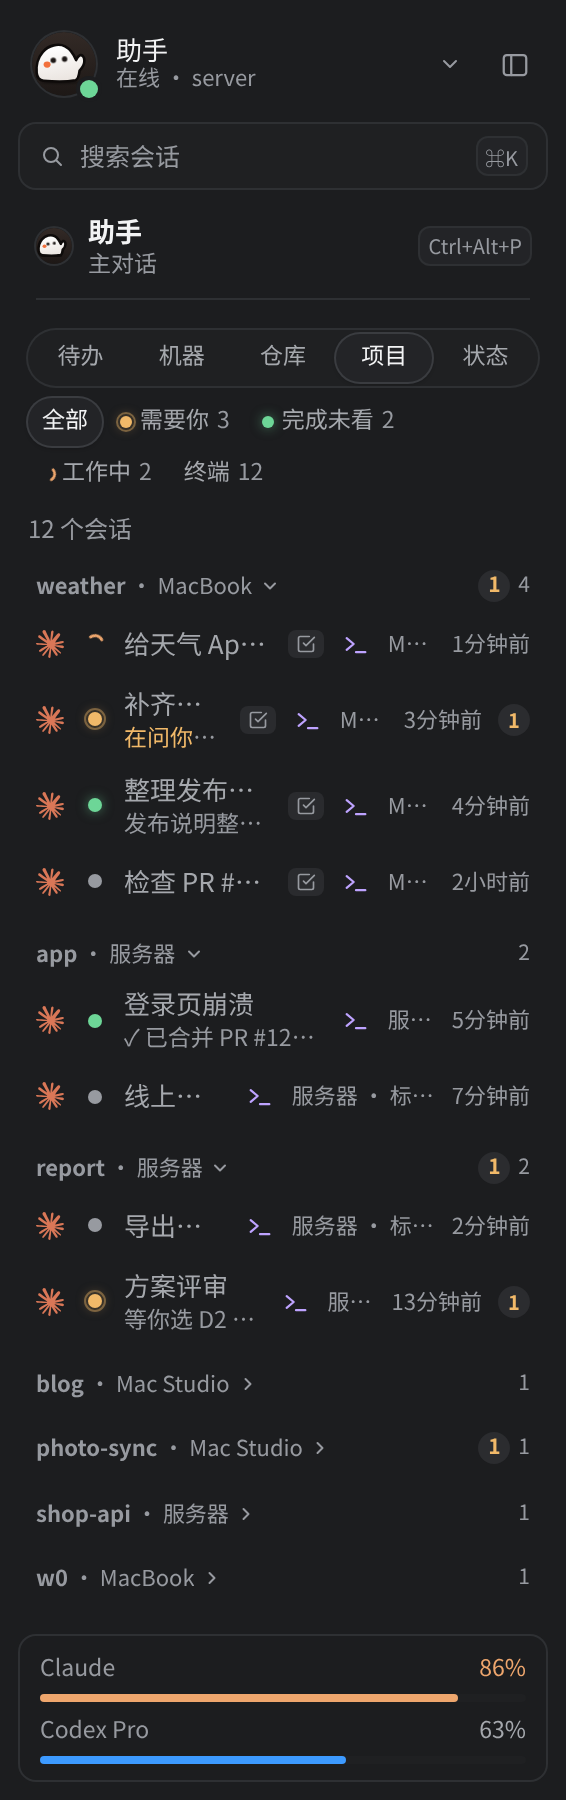 助手
在线 • server
搜索会话 ⌘K
助手
主对话
Ctrl+Alt+P
待办 机器 仓库 项目 状态
全部 需要你 3 完成未看 2
工作中 2 终端 12
12 个会话
weather • MacBook 1 4
给天气 Ap… M… 1分钟前
补齐… M… 3分钟前 1
在问你…
整理发布… M… 4分钟前
发布说明整…
检查 PR #… M… 2小时前
app • 服务器 2
登录页崩溃 服… 5分钟前
✓ 已合并 PR #12…
线上… 服务器 • 标… 7分钟前
report • 服务器 1 2
导出… 服务器 • 标… 2分钟前
方案评审 服… 13分钟前 1
等你选 D2 …
blog • Mac Studio 1
photo-sync • Mac Studio 1 1
shop-api • 服务器 1
w0 • MacBook 1
Claude 86%
Codex Pro 63%